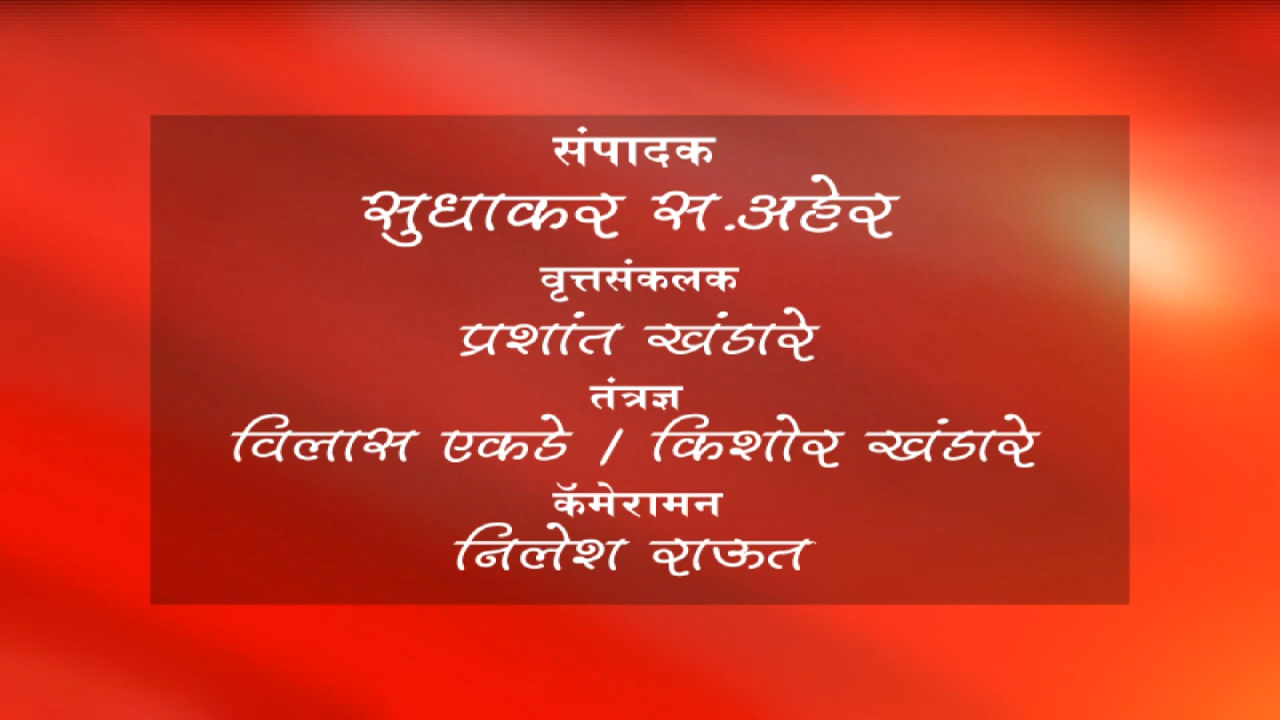 संपादक
सुधाकर स.अहेर
वृत्तसंकलक
प्रशांत खंडारे
तंत्रज्ञ
विलास एकडे / किशोर खंडारे
कॅमेरामन
निलेश राऊत